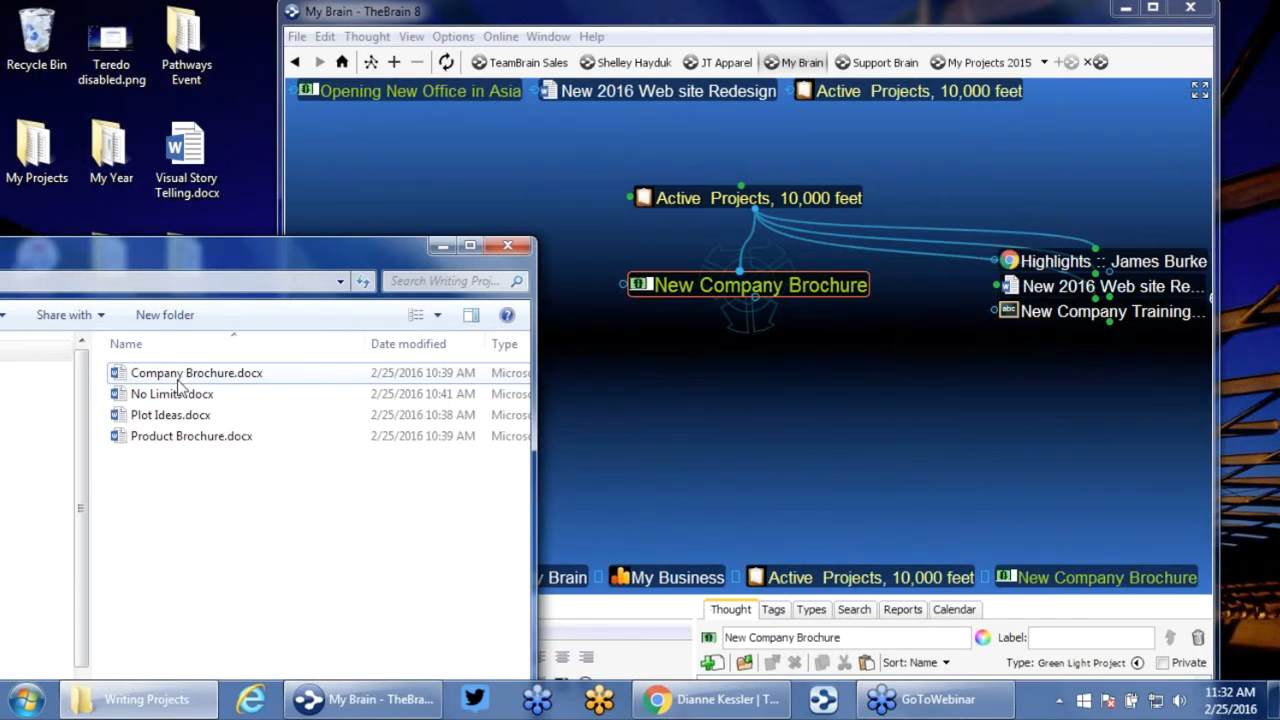 Recycle Bin
Teredo
disabled.png
Pathways
Event
My Projects
My Year
Visual Story
Telling.docx
My Brain - TheBrain 8
File Edit Thought View Options Online Window Help
TeamBrain Sales Shelley Hayduk JT Apparel My Brain Support Brain My Projects 2015
Opening New Office in Asia New 2016 Web site Redesign Active Projects, 10,000 feet
Active Projects, 10,000 feet
New Company Brochure
Highlights :: James Burke
New 2016 Web site Re...
New Company Training...
Search Writing Proj...
Share with New folder
Name Date modified Type
Company Brochure.docx 2/25/2016 10:39 AM Micros
No Limits.docx 2/25/2016 10:41 AM Micros
Plot Ideas.docx 2/25/2016 10:38 AM Micros
Product Brochure.docx 2/25/2016 10:39 AM Micros
Brain My Business Active Projects, 10,000 feet New Company Brochure
Thought Tags Types Search Reports Calendar
New Company Brochure Label:
Sort: Name Type: Green Light Project Private
Writing Projects My Brain - TheBra... Dianne Kessler | T... GoToWebinar
11:32 AM
2/25/2016